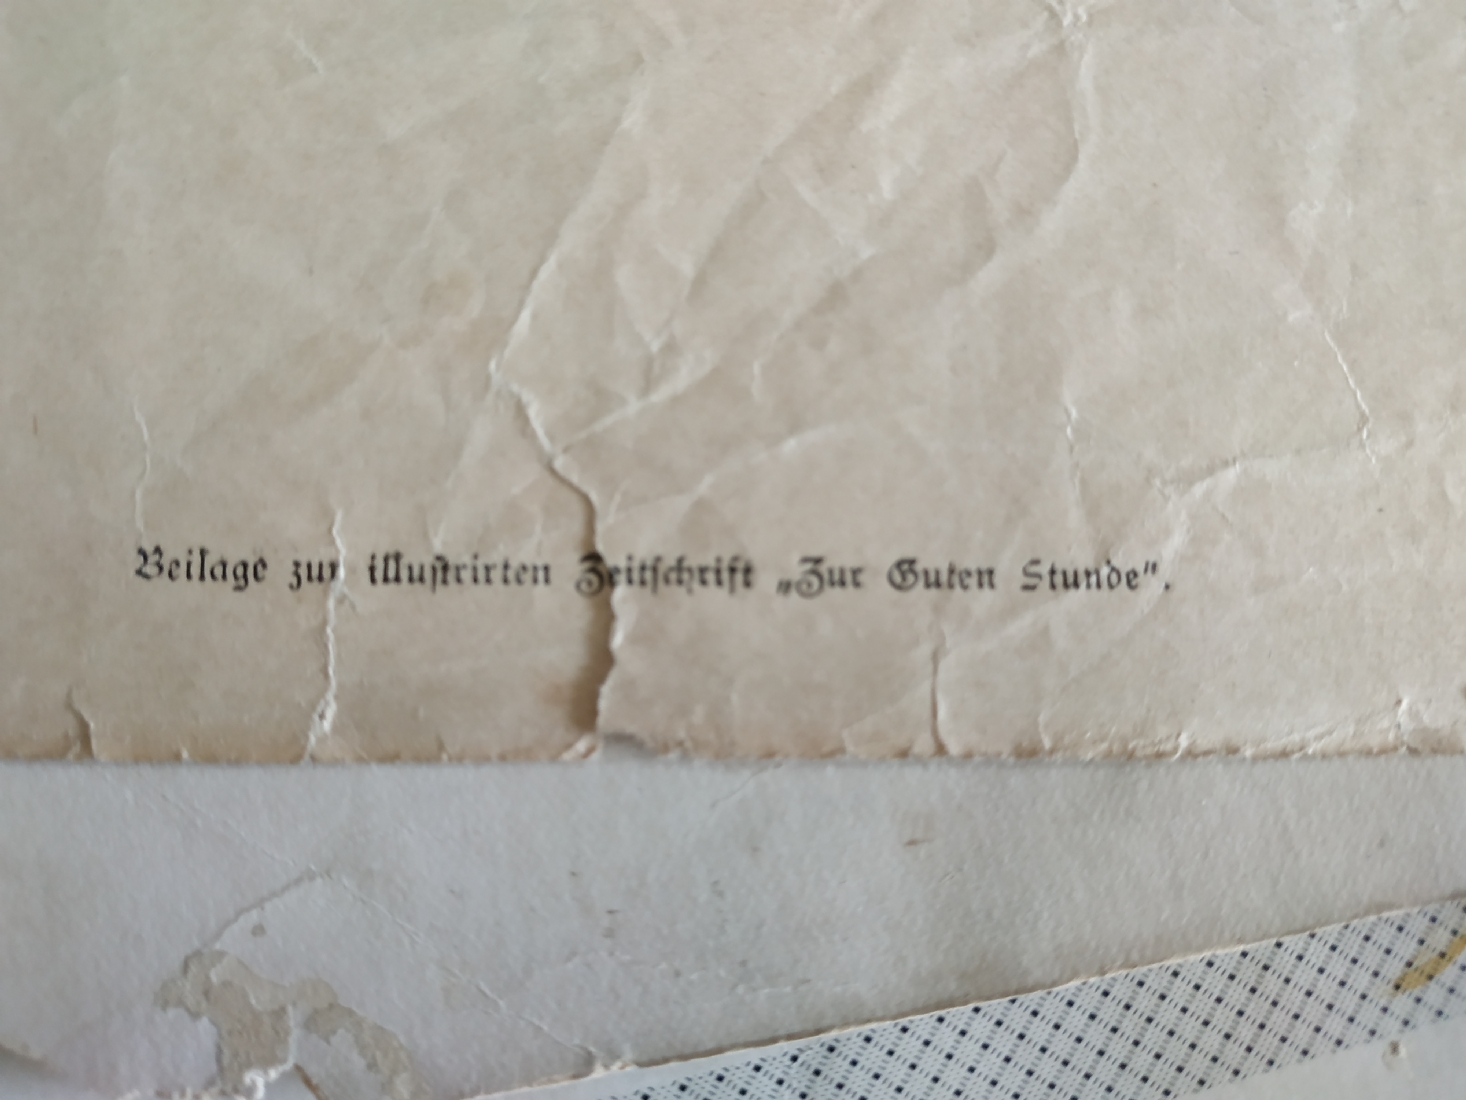 Beilage zur illustrirten Zeitschrift „Zur Guten Stunde".